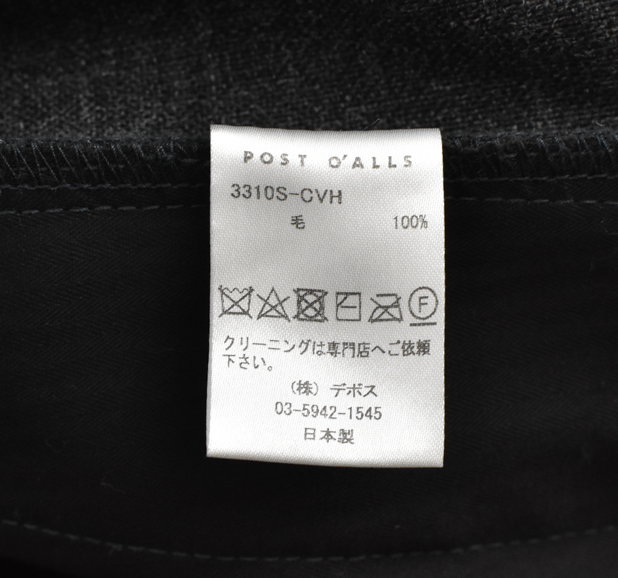 POST O'ALLS
3310S-CVH
毛 100%
F
クリーニングは専門店へご依頼
下さい。
(株) デポス
03-5942-1545
日本製